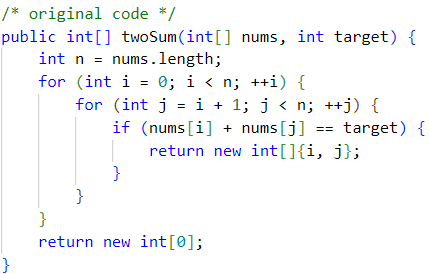 /* original code */
public int[] twoSum(int[] nums, int target) {
    int n = nums.length;
    for (int i = 0; i < n; ++i) {
        for (int j = i + 1; j < n; ++j) {
            if (nums[i] + nums[j] == target) {
                return new int[]{i, j};
            }
        }
    }
    return new int[0];
}